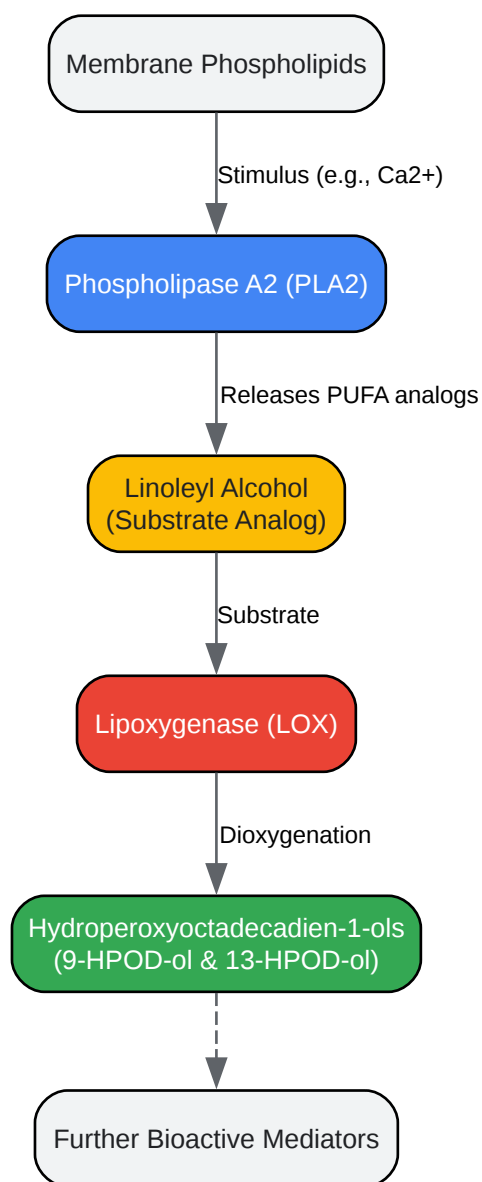 Membrane Phospholipids
Stimulus (e.g., Ca2+)
Phospholipase A2 (PLA2)
Releases PUFA analogs
Linoleyl Alcohol
(Substrate Analog)
Substrate
Lipoxygenase (LOX)
Dioxygenation
Hydroperoxyoctadecadien-1-ols
(9-HPOD-ol & 13-HPOD-ol)
Further Bioactive Mediators